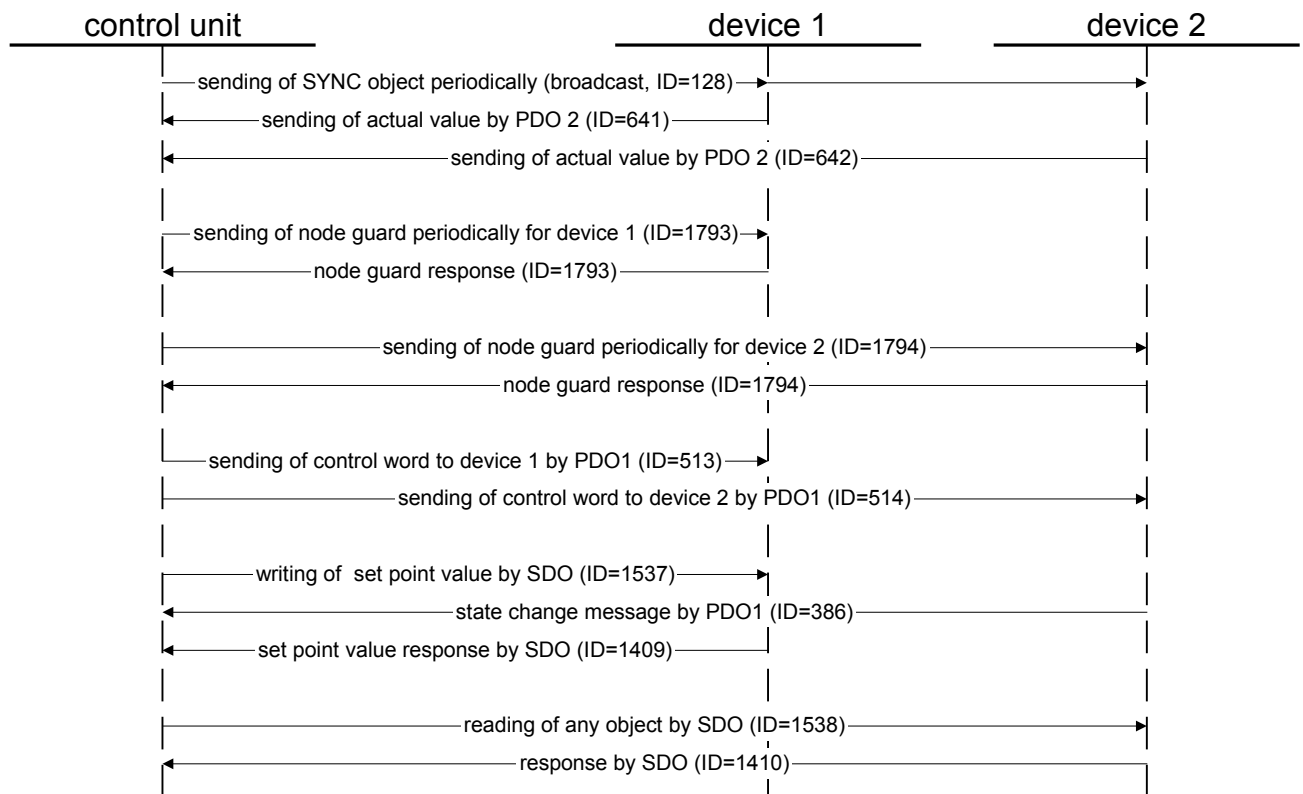 control unit
device 1
device 2
sending of SYNC object periodically (broadcast, ID=128)
sending of actual value by PDO 2 (ID=641)
sending of actual value by PDO 2 (ID=642)
sending of node guard periodically for device 1 (ID=1793)
node guard response (ID=1793)
sending of node guard periodically for device 2 (ID=1794)
node guard response (ID=1794)
sending of control word to device 1 by PDO1 (ID=513)
sending of control word to device 2 by PDO1 (ID=514)
writing of  set point value by SDO (ID=1537)
state change message by PDO1 (ID=386)
set point value response by SDO (ID=1409)
reading of any object by SDO (ID=1538)
response by SDO (ID=1410)